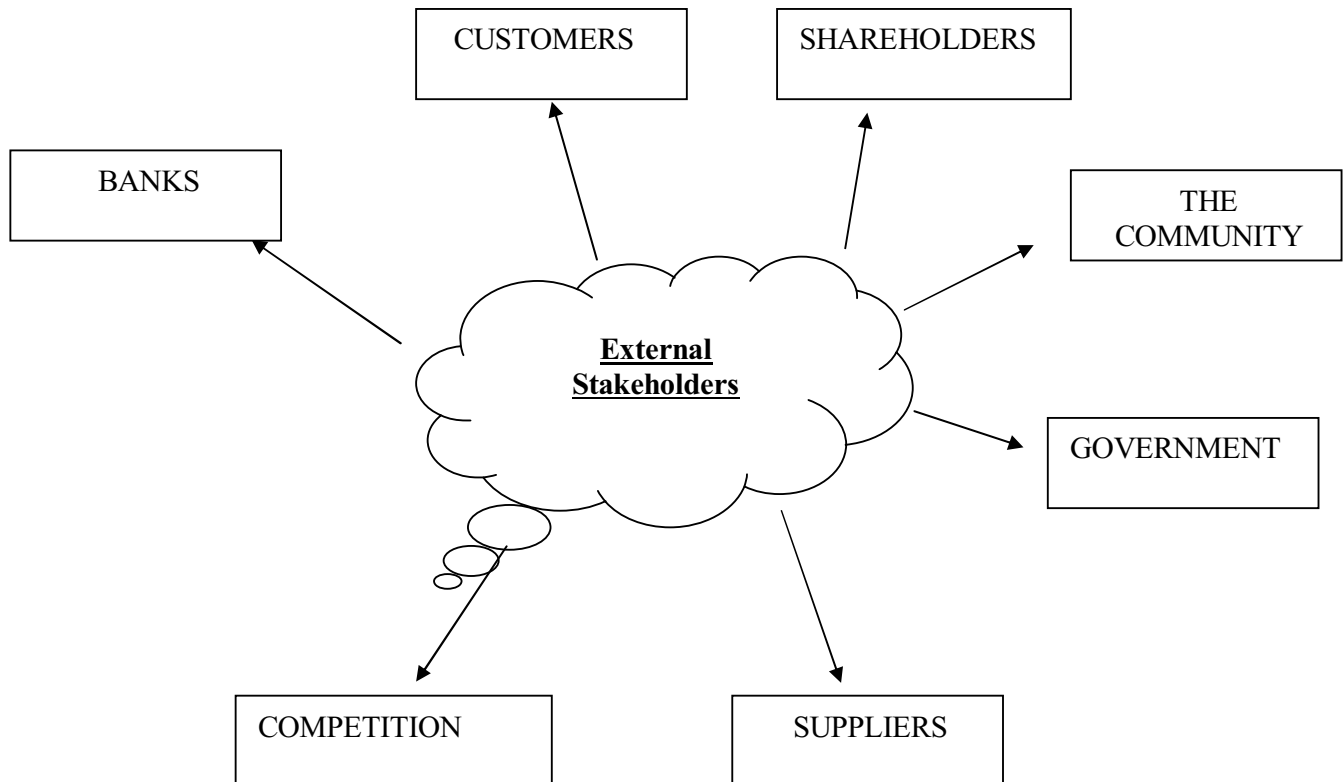 CUSTOMERS
SHAREHOLDERS
BANKS
THE
COMMUNITY
External
Stakeholders
GOVERNMENT
COMPETITION
SUPPLIERS